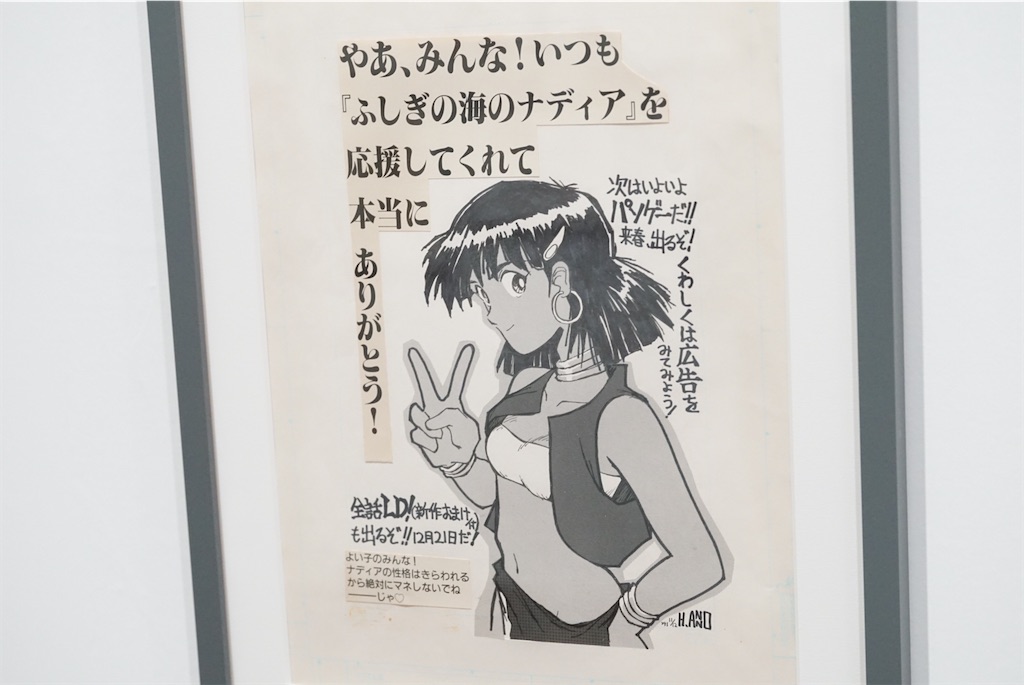 やあ、みんな！いつも
『ふしぎの海のナディア』を
応援してくれて
本当に
ありがとう！
次はいよいよ
パソゲーだ!!
来春、出るぞ！
くわしくは広告を
みてみよう！
全話LD!(新作おまけ付)
も出るぞ!!12月21日だ！
よい子のみんな！
ナディアの性格はきらわれる
から絶対にマネしないでね
———じゃ♡
H.ANNO